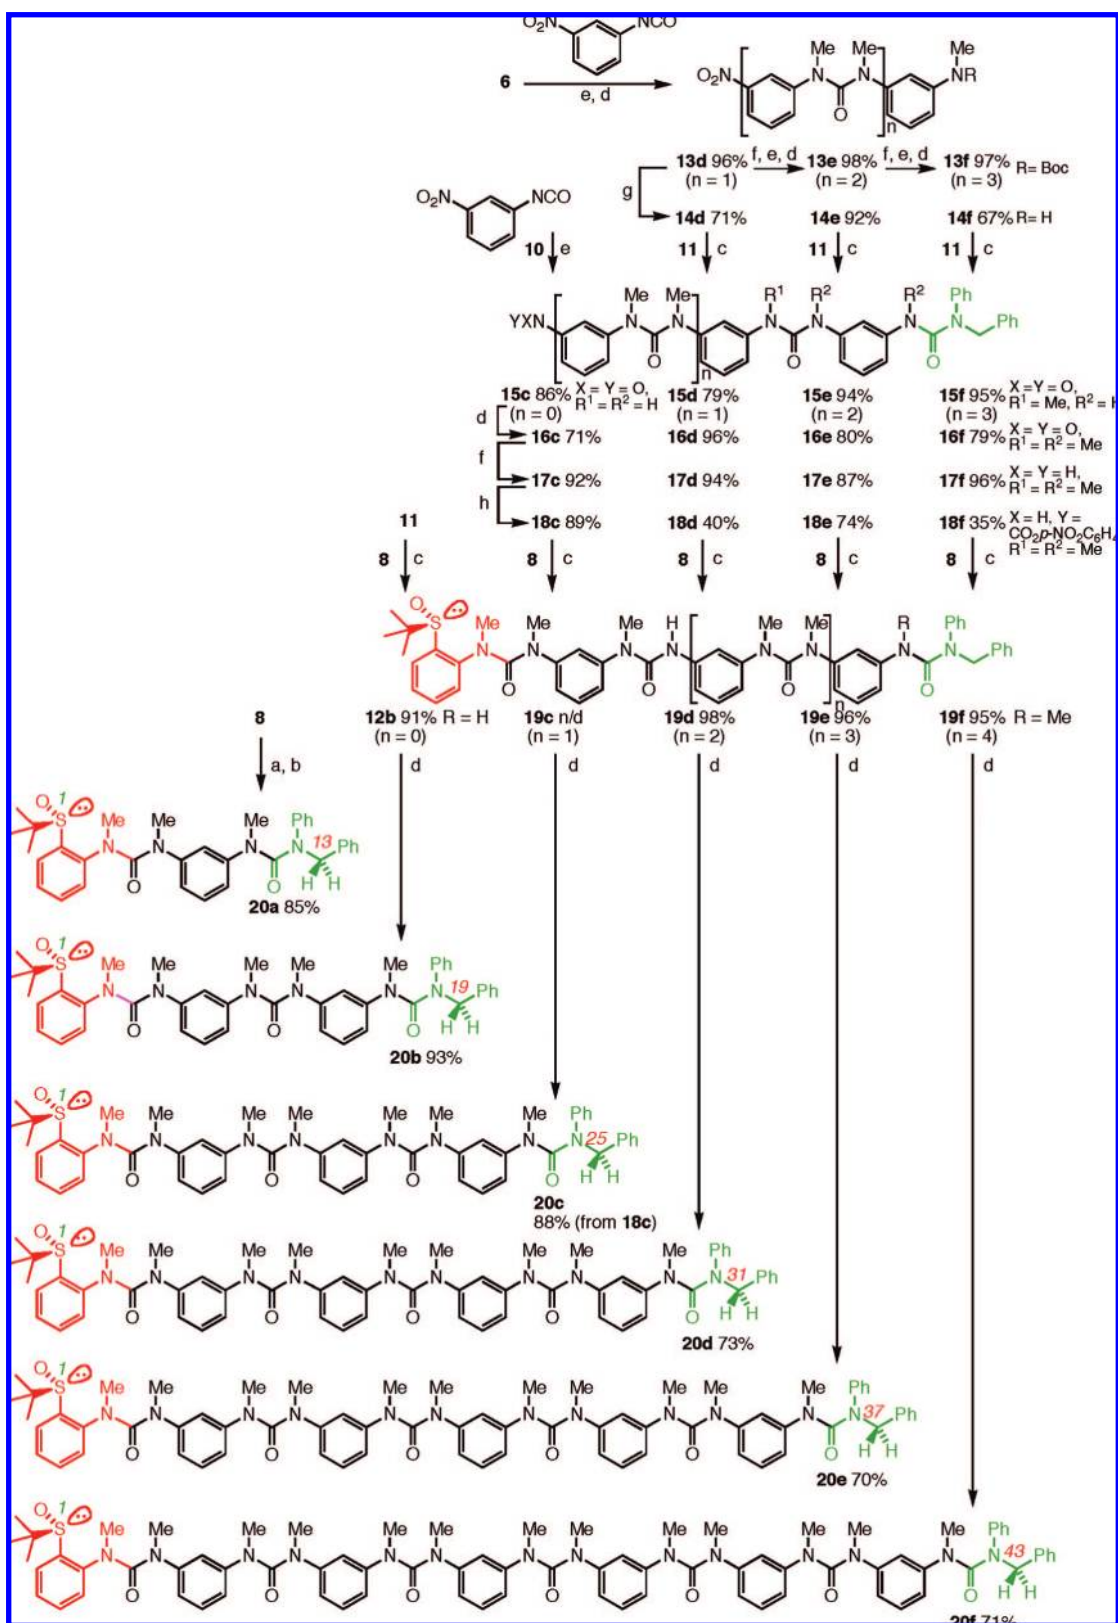 O₂N NCO
6
e, d
O₂N Me Me Me N N NR O n
13d 96% f, e, d 13e 98% f, e, d 13f 97% R= Boc
(n = 1) (n = 2) (n = 3)
g
O₂N NCO
14d 71% 14e 92% 14f 67% R= H
10 e 11 c 11 c 11 c
Me Me R¹ R² R² Ph
YXN N N N N N N Ph
O n O O
15c 86% X = Y = O, 15d 79% 15e 94% 15f 95% X = Y = O,
(n = 0) R¹ = R² = H (n = 1) (n = 2) (n = 3) R¹ = Me, R² = H
d
16c 71% 16d 96% 16e 80% 16f 79% X = Y = O,
R¹ = R² = Me
f
17c 92% 17d 94% 17e 87% 17f 96% X = Y = H,
R¹ = R² = Me
h
18c 89% 18d 40% 18e 74% 18f 35% X = H, Y =
CO₂p-NO₂C₆H₄
R¹ = R² = Me
11
8 c 8 c 8 c 8 c 8 c
O S Me Me Me H Me Me R Ph
N N N N N N N N Ph
O O O n O
12b 91% R = H 19c n/d 19d 98% 19e 96% 19f 95% R = Me
(n = 0) (n = 1) (n = 2) (n = 3) (n = 4)
8
a, b
d d d d d
O 1 S Me Me Me Ph
N N N N 13 Ph
O O H H
20a 85%
O 1 S Me Me Me Me Me Ph
N N N N N N 19 Ph
O O O H H
20b 93%
O 1 S Me Me Me Me Me Me Me Ph
N N N N N N N N 25 Ph
O O O O H H
20c
88% (from 18c)
O 1 S Me Me Me Me Me Me Me Me Me Ph
N N N N N N N N N N 31 Ph
O O O O O H H
20d 73%
O 1 S Me Me Me Me Me Me Me Me Me Me Me Ph
N N N N N N N N N N N N 37 Ph
O O O O O O H H
20e 70%
O 1 S Me Me Me Me Me Me Me Me Me Me Me Me Me Ph
N N N N N N N N N N N N N N 43 Ph
O O O O O O O H H
20f 71%